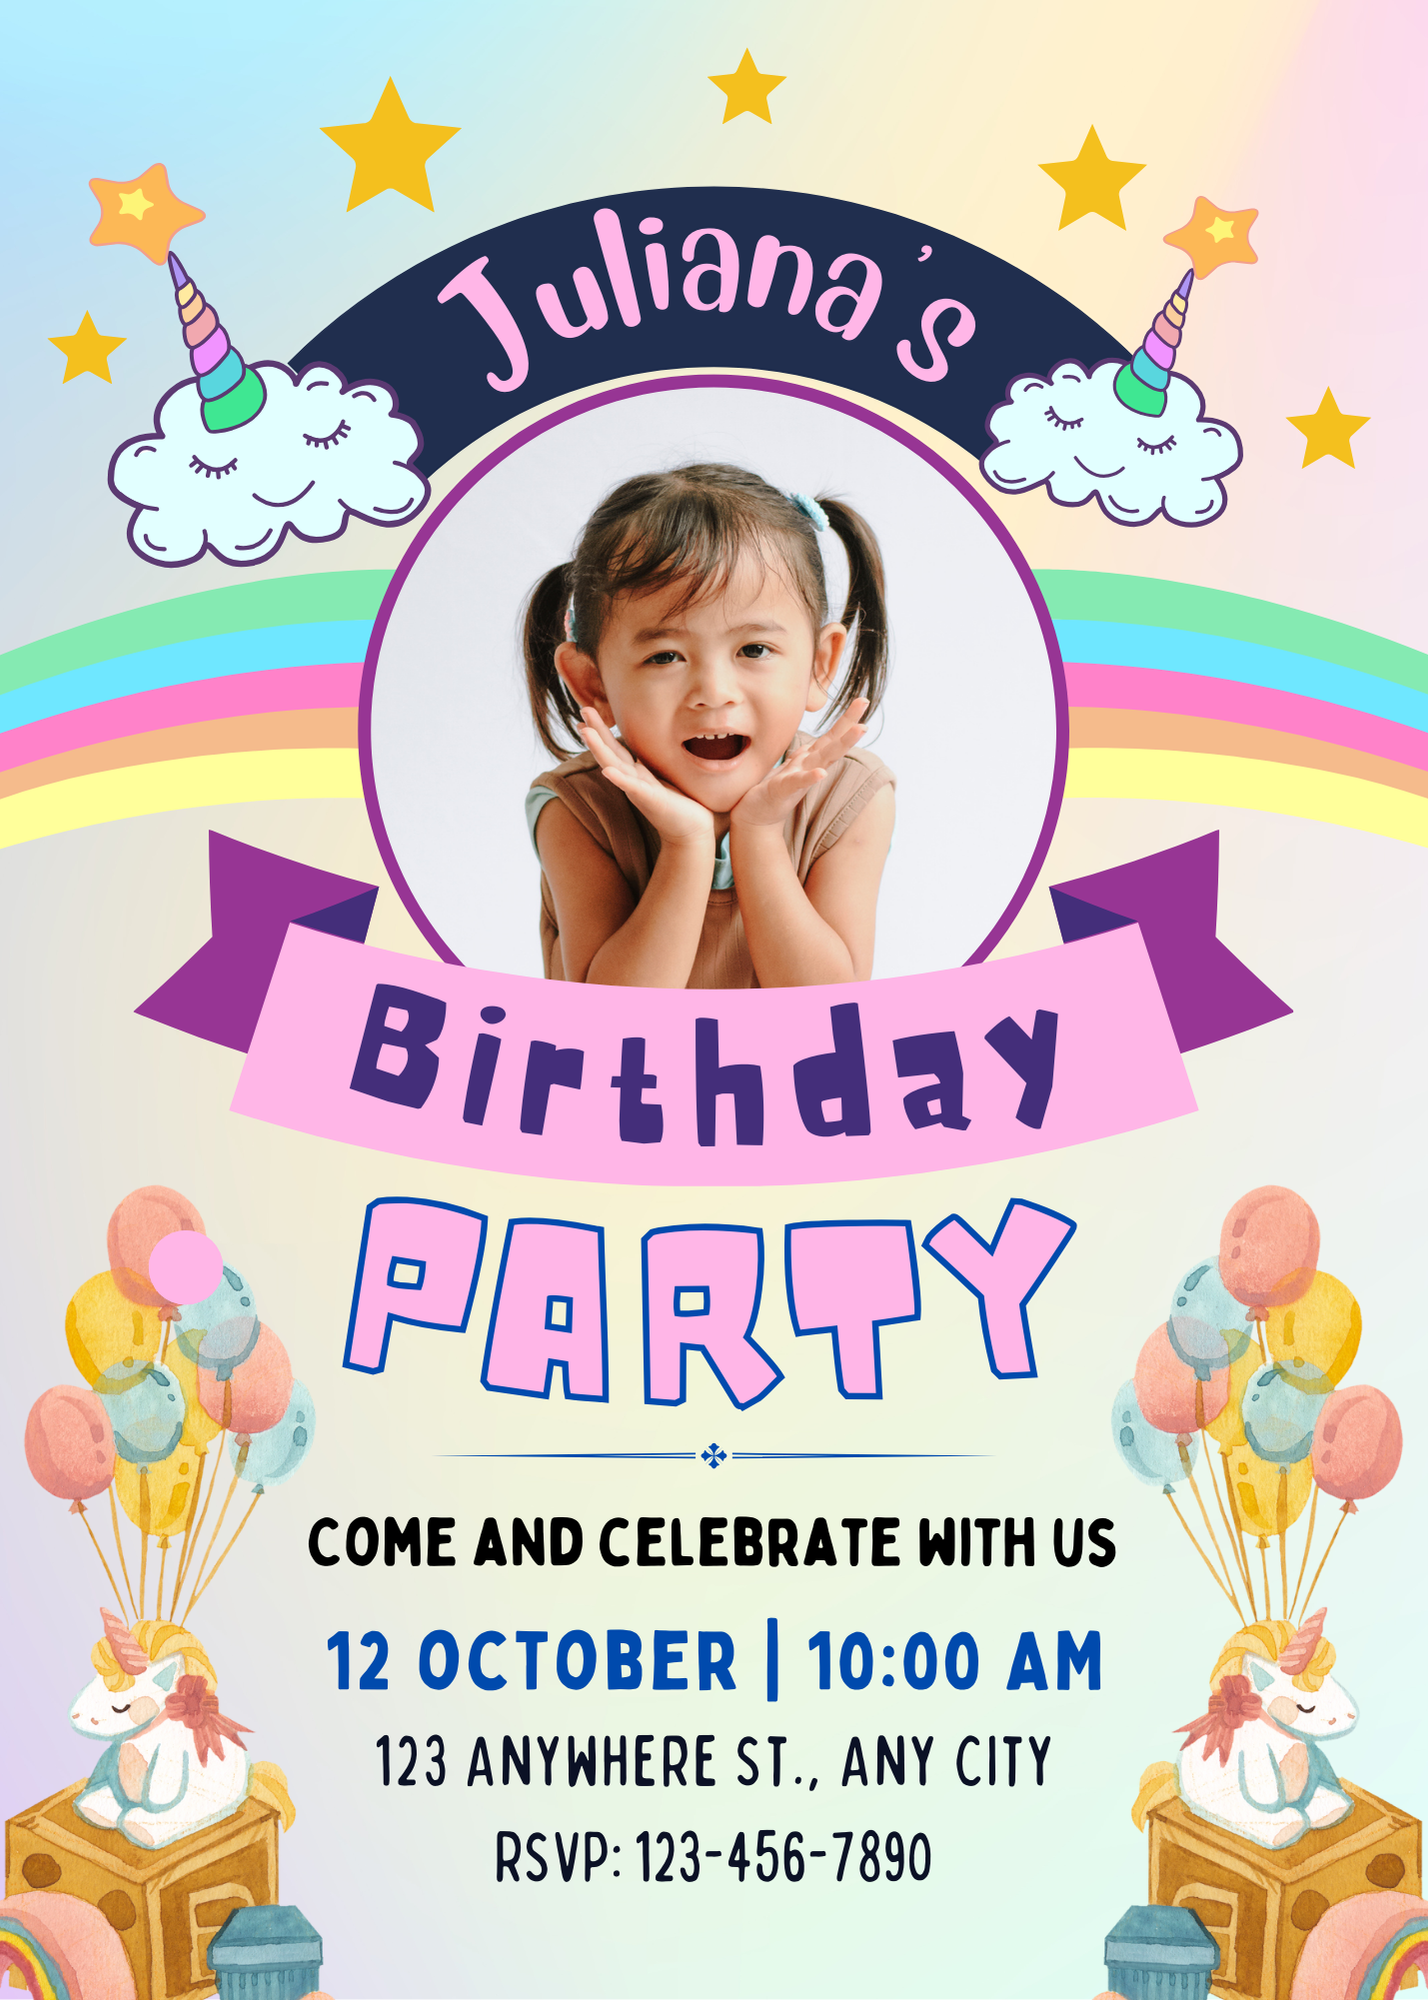 Juliana's
Birthday
PARTY
COME AND CELEBRATE WITH US
12 OCTOBER | 10:00 AM
123 ANYWHERE ST., ANY CITY
RSVP: 123-456-7890